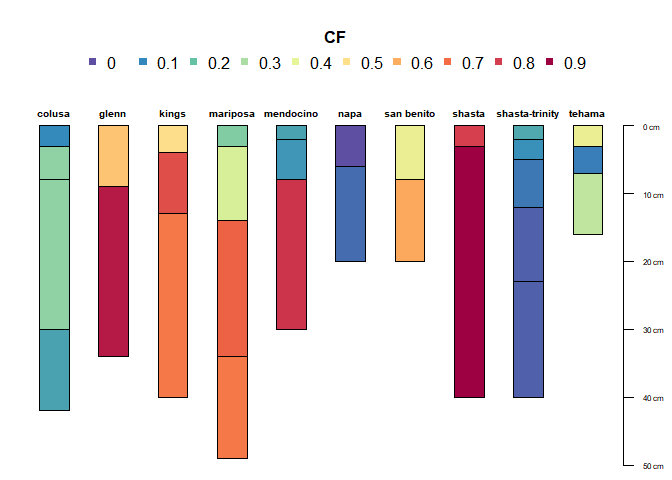 CF
0 0.1 0.2 0.3 0.4 0.5 0.6 0.7 0.8 0.9
colusa glenn kings mariposa mendocino napa san benito shasta shasta-trinity tehama
0 cm
10 cm
20 cm
30 cm
40 cm
50 cm